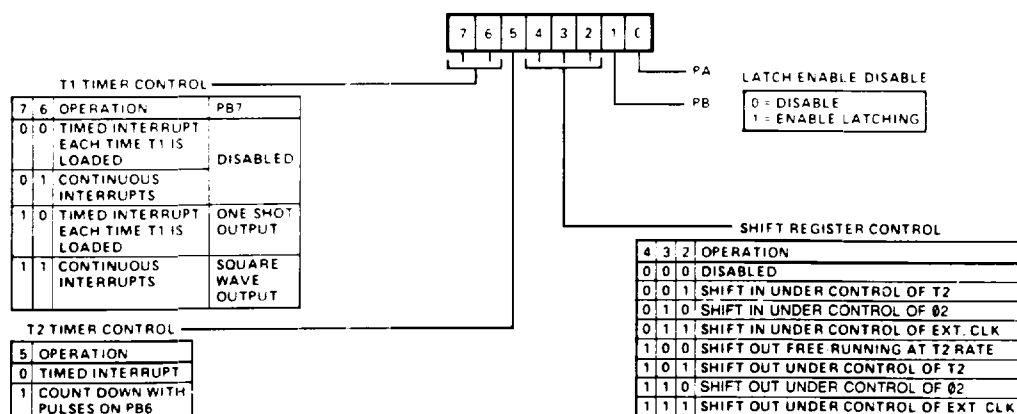 7 6 5 4 3 2 1 0
PA
PB
LATCH ENABLE DISABLE
0 = DISABLE
1 = ENABLE LATCHING
T1 TIMER CONTROL
7 6 OPERATION PB7
0 0 TIMED INTERRUPT
EACH TIME T1 IS
LOADED
DISABLED
0 1 CONTINUOUS
INTERRUPTS
1 0 TIMED INTERRUPT ONE SHOT
EACH TIME T1 IS OUTPUT
LOADED
1 1 CONTINUOUS SQUARE
INTERRUPTS WAVE
OUTPUT
T2 TIMER CONTROL
5 OPERATION
0 TIMED INTERRUPT
1 COUNT DOWN WITH
PULSES ON PB6
SHIFT REGISTER CONTROL
4 3 2 OPERATION
0 0 0 DISABLED
0 0 1 SHIFT IN UNDER CONTROL OF T2
0 1 0 SHIFT IN UNDER CONTROL OF Ø2
0 1 1 SHIFT IN UNDER CONTROL OF EXT. CLK
1 0 0 SHIFT OUT FREE RUNNING AT T2 RATE
1 0 1 SHIFT OUT UNDER CONTROL OF T2
1 1 0 SHIFT OUT UNDER CONTROL OF Ø2
1 1 1 SHIFT OUT UNDER CONTROL OF EXT CLK